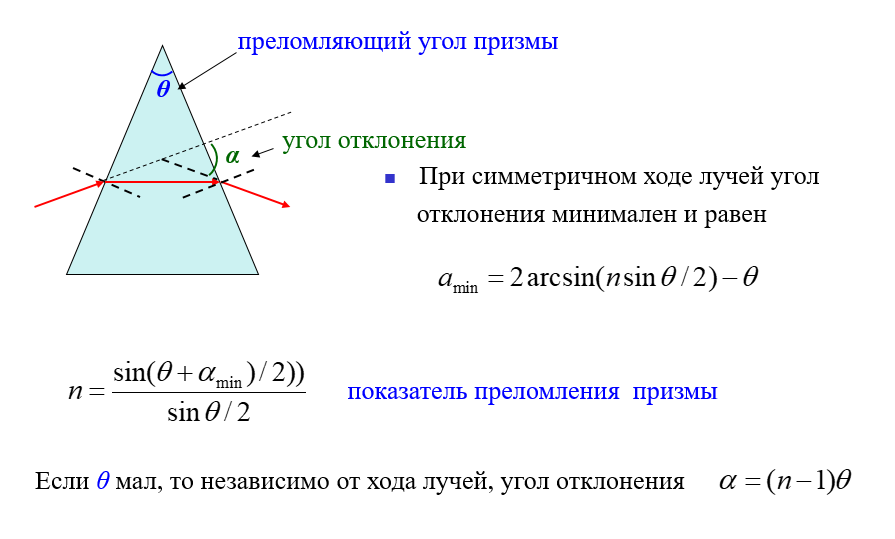 преломляющий угол призмы
θ
α
угол отклонения
▪ При симметричном ходе лучей угол
отклонения минимален и равен
a_min = 2 arcsin(n sin θ / 2) − θ
n = sin(θ + α_min) / 2)) / sin θ / 2
показатель преломления призмы
Если θ мал, то независимо от хода лучей, угол отклонения α = (n − 1)θ